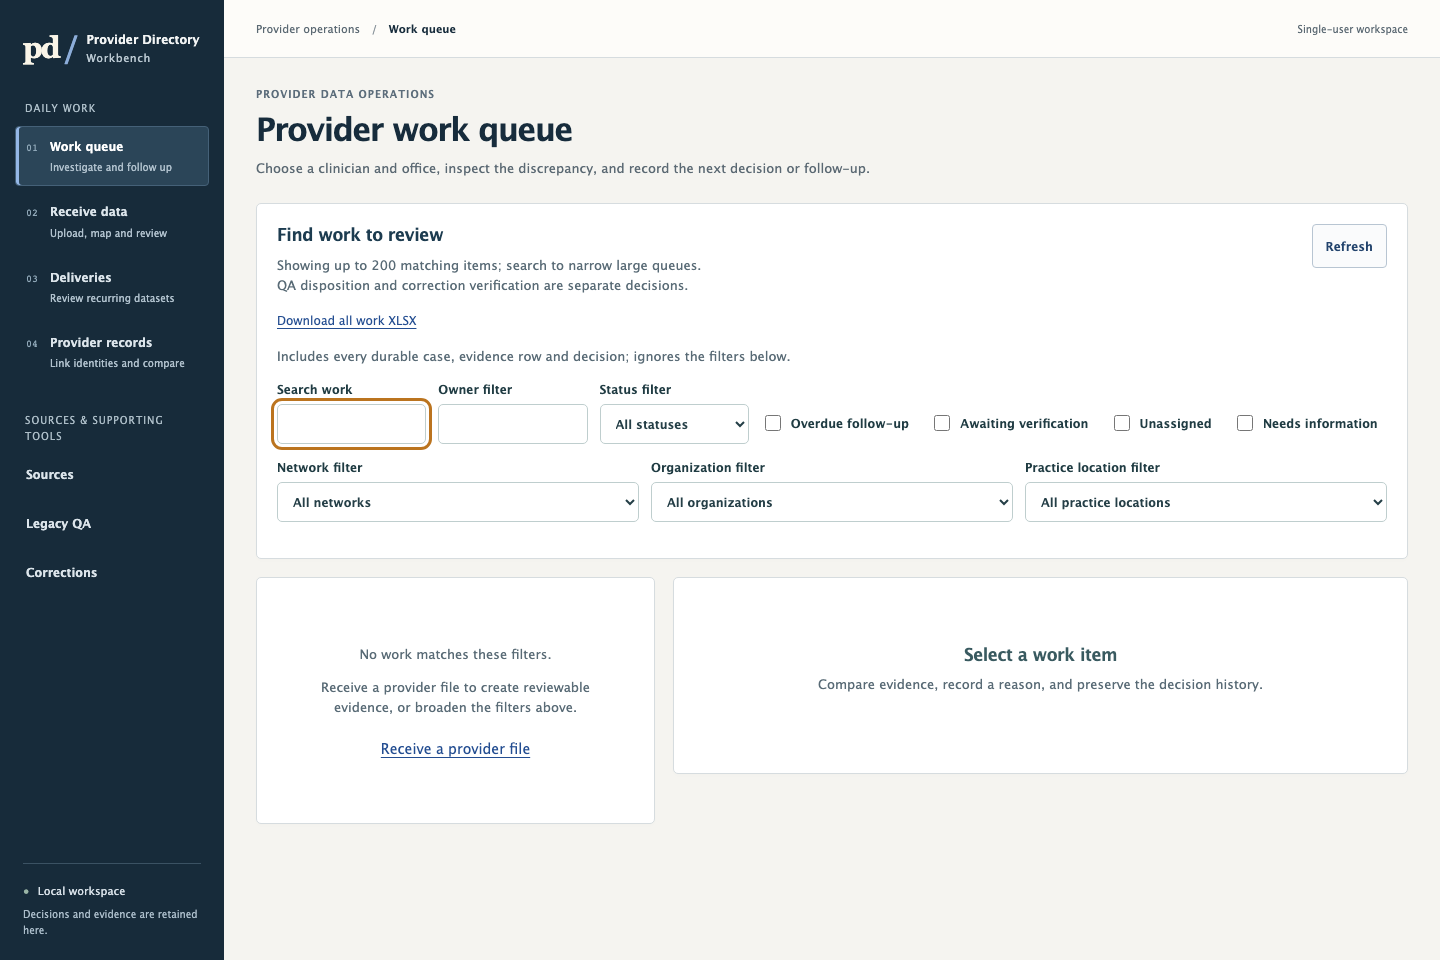 pd/ Provider Directory
Workbench
DAILY WORK
01 Work queue
Investigate and follow up
02 Receive data
Upload, map and review
03 Deliveries
Review recurring datasets
04 Provider records
Link identities and compare
SOURCES & SUPPORTING
TOOLS
Sources
Legacy QA
Corrections
Local workspace
Decisions and evidence are retained
here.
Provider operations / Work queue
Single-user workspace
PROVIDER DATA OPERATIONS
Provider work queue
Choose a clinician and office, inspect the discrepancy, and record the next decision or follow-up.
Find work to review
Refresh
Showing up to 200 matching items; search to narrow large queues.
QA disposition and correction verification are separate decisions.
Download all work XLSX
Includes every durable case, evidence row and decision; ignores the filters below.
Search work Owner filter Status filter
All statuses Overdue follow-up Awaiting verification Unassigned Needs information
Network filter Organization filter Practice location filter
All networks All organizations All practice locations
No work matches these filters.
Receive a provider file to create reviewable
evidence, or broaden the filters above.
Receive a provider file
Select a work item
Compare evidence, record a reason, and preserve the decision history.